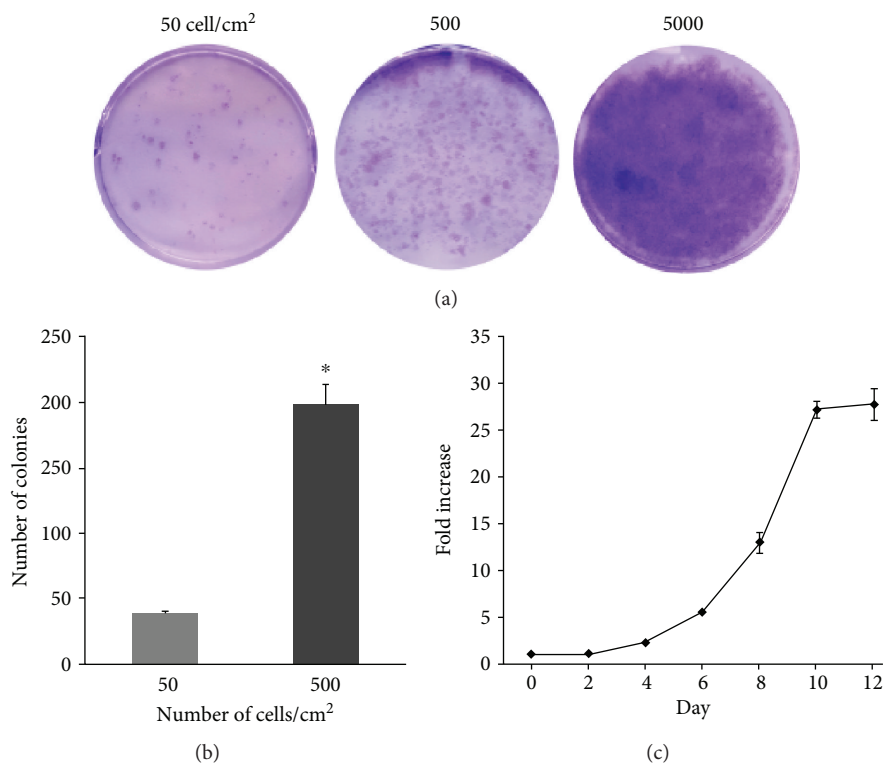 50 cell/cm²
500
5000
(a)
250
200
150
100
50
0
Number of colonies
*
50
500
Number of cells/cm²
(b)
35
30
25
20
15
10
5
0
Fold increase
0 2 4 6 8 10 12
Day
(c)